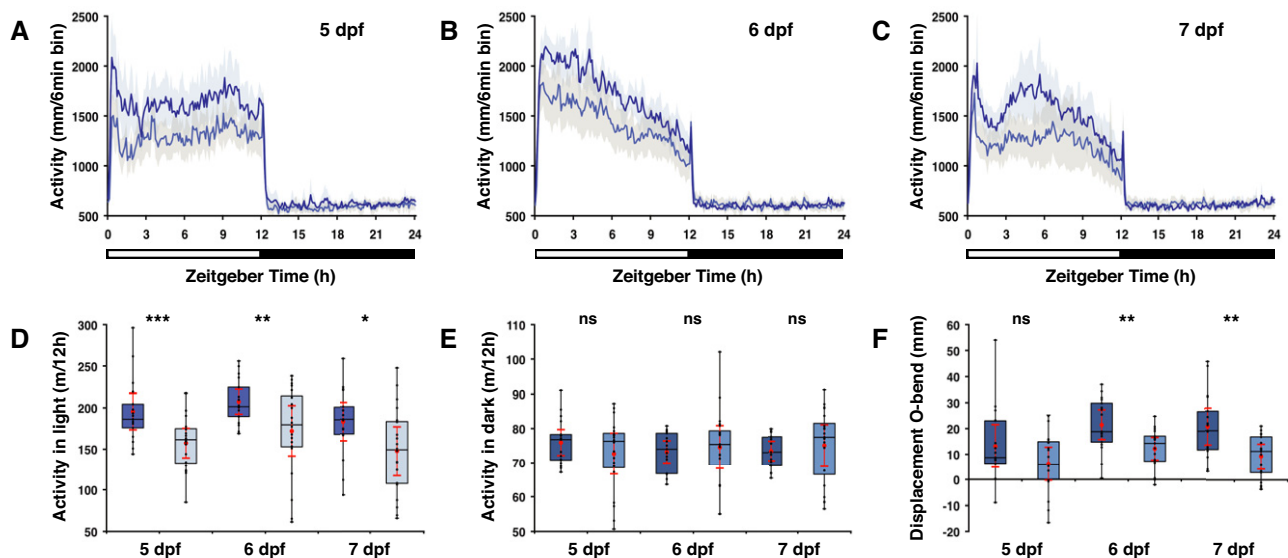 A
5 dpf
Activity (mm/6min bin)
2500
2000
1500
1000
500
0 3 6 9 12 15 18 21 24
Zeitgeber Time (h)
B
6 dpf
Activity (mm/6min bin)
2500
2000
1500
1000
500
0 3 6 9 12 15 18 21 24
Zeitgeber Time (h)
C
7 dpf
Activity (mm/6min bin)
2500
2000
1500
1000
500
0 3 6 9 12 15 18 21 24
Zeitgeber Time (h)
D
Activity in light (m/12h)
300
250
200
150
100
50
*** ** *
5 dpf 6 dpf 7 dpf
E
Activity in dark (m/12h)
110
100
90
80
70
60
50
ns ns ns
5 dpf 6 dpf 7 dpf
F
Displacement O-bend (mm)
60
50
40
30
20
10
0
-10
-20
ns ** **
5 dpf 6 dpf 7 dpf